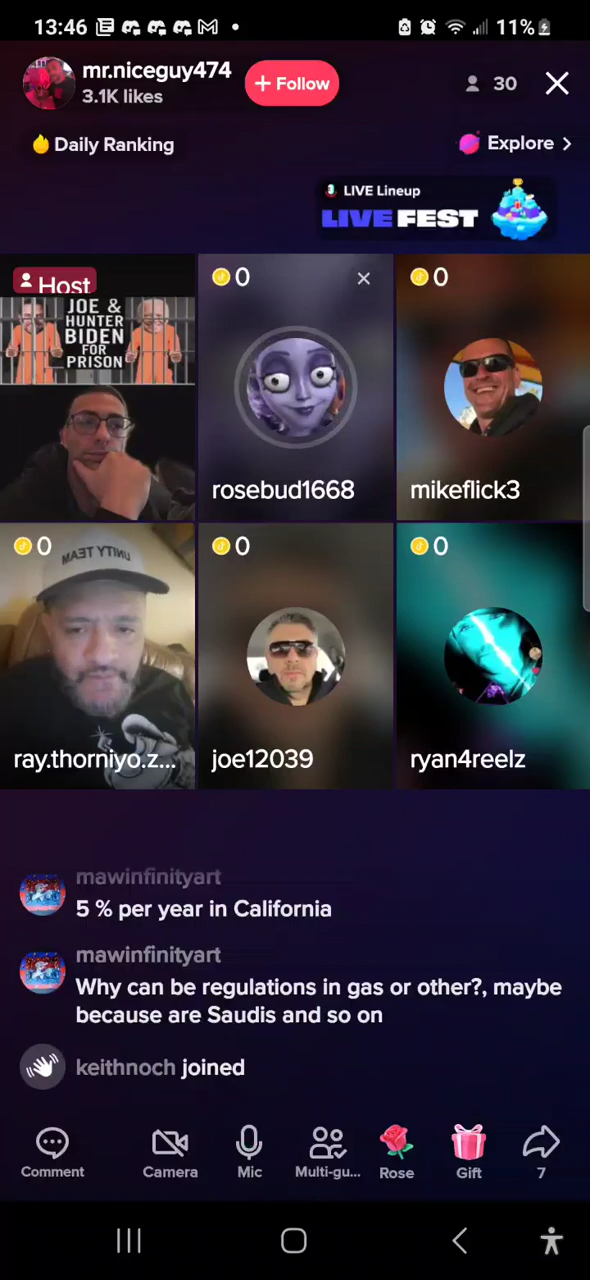 13:46
11%
mr.niceguy474
3.1K likes
+ Follow
30
Daily Ranking
Explore >
LIVE Lineup
LIVE FEST
Host
JOE &
HUNTER
BIDEN
FOR
PRISON
0
rosebud1668
0
mikeflick3
0
UNITY TEAM
ray.thorniyo.z...
0
joe12039
0
ryan4reelz
mawinfinityart
5 % per year in California
mawinfinityart
Why can be regulations in gas or other?, maybe
because are Saudis and so on
keithnoch joined
Comment
Camera
Mic
Multi-gu...
Rose
Gift
7